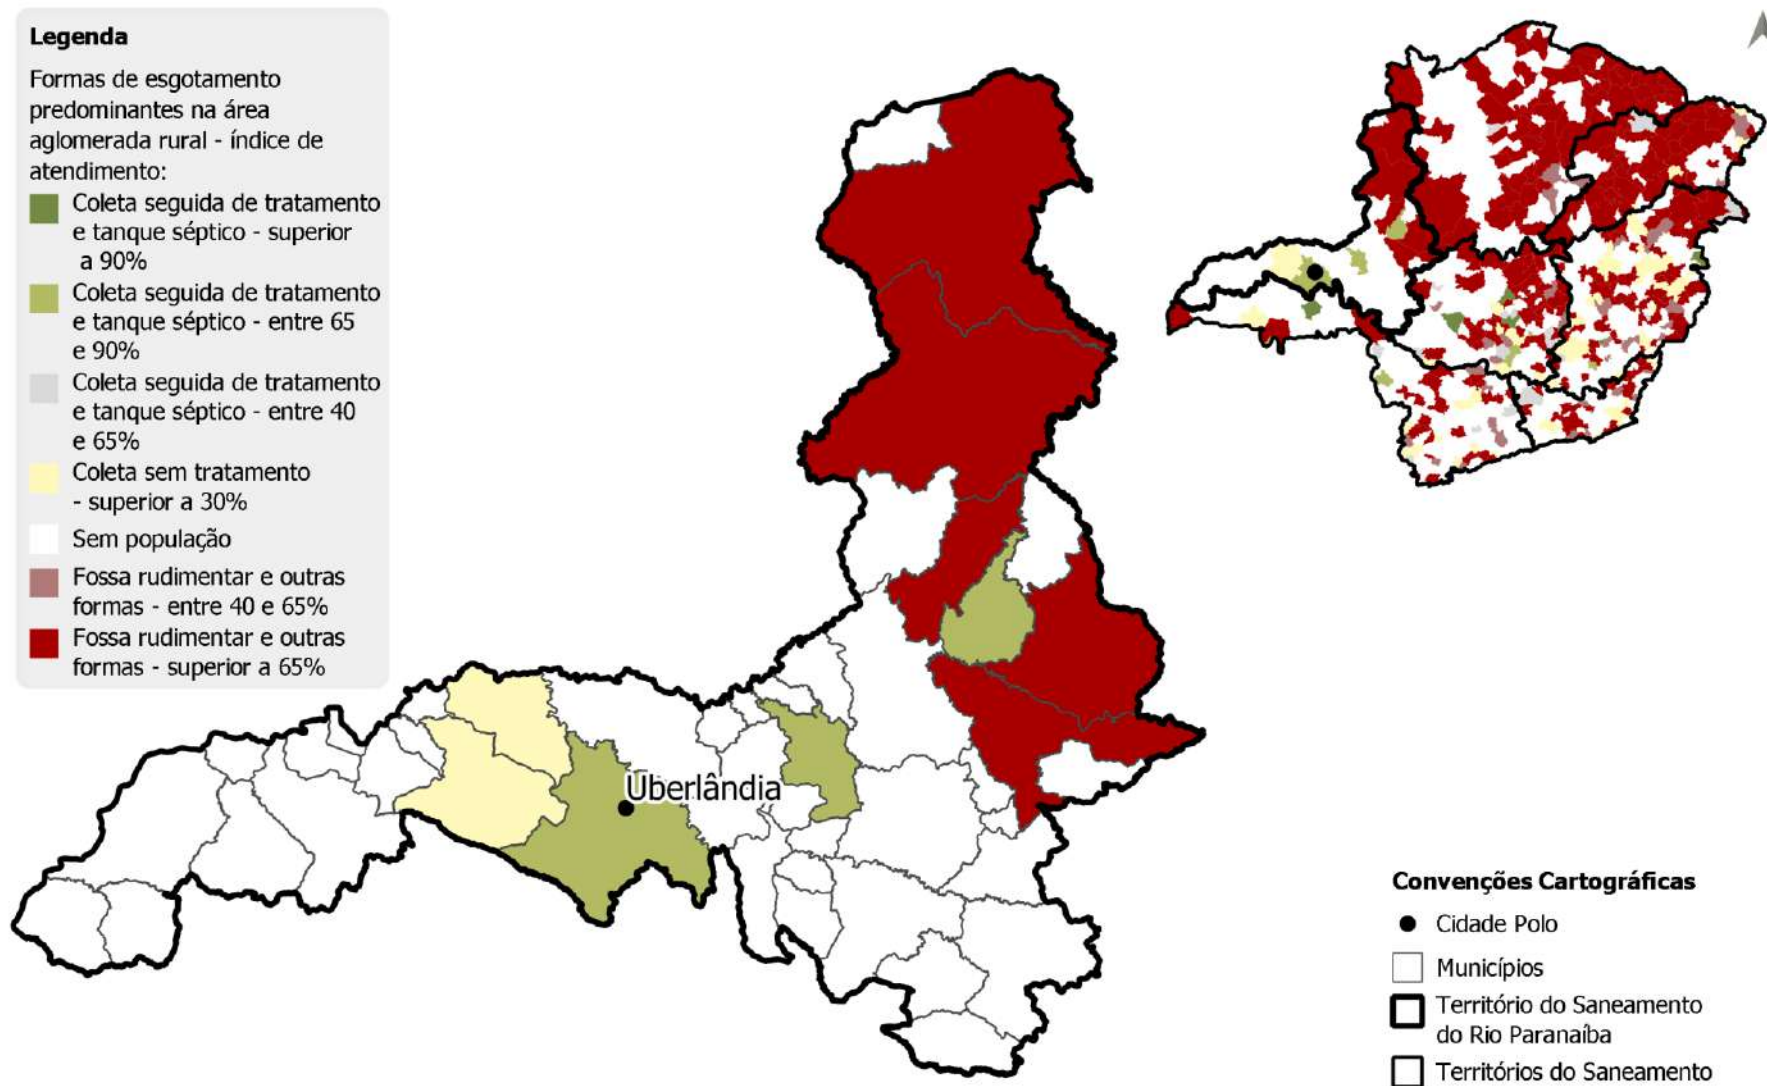 Legenda
Formas de esgotamento
predominantes na área
aglomerada rural - índice de
atendimento:
Coleta seguida de tratamento
e tanque séptico - superior
a 90%
Coleta seguida de tratamento
e tanque séptico - entre 65
e 90%
Coleta seguida de tratamento
e tanque séptico - entre 40
e 65%
Coleta sem tratamento
- superior a 30%
Sem população
Fossa rudimentar e outras
formas - entre 40 e 65%
Fossa rudimentar e outras
formas - superior a 65%
Uberlândia
Convenções Cartográficas
Cidade Polo
Municípios
Território do Saneamento
do Rio Paranaíba
Territórios do Saneamento